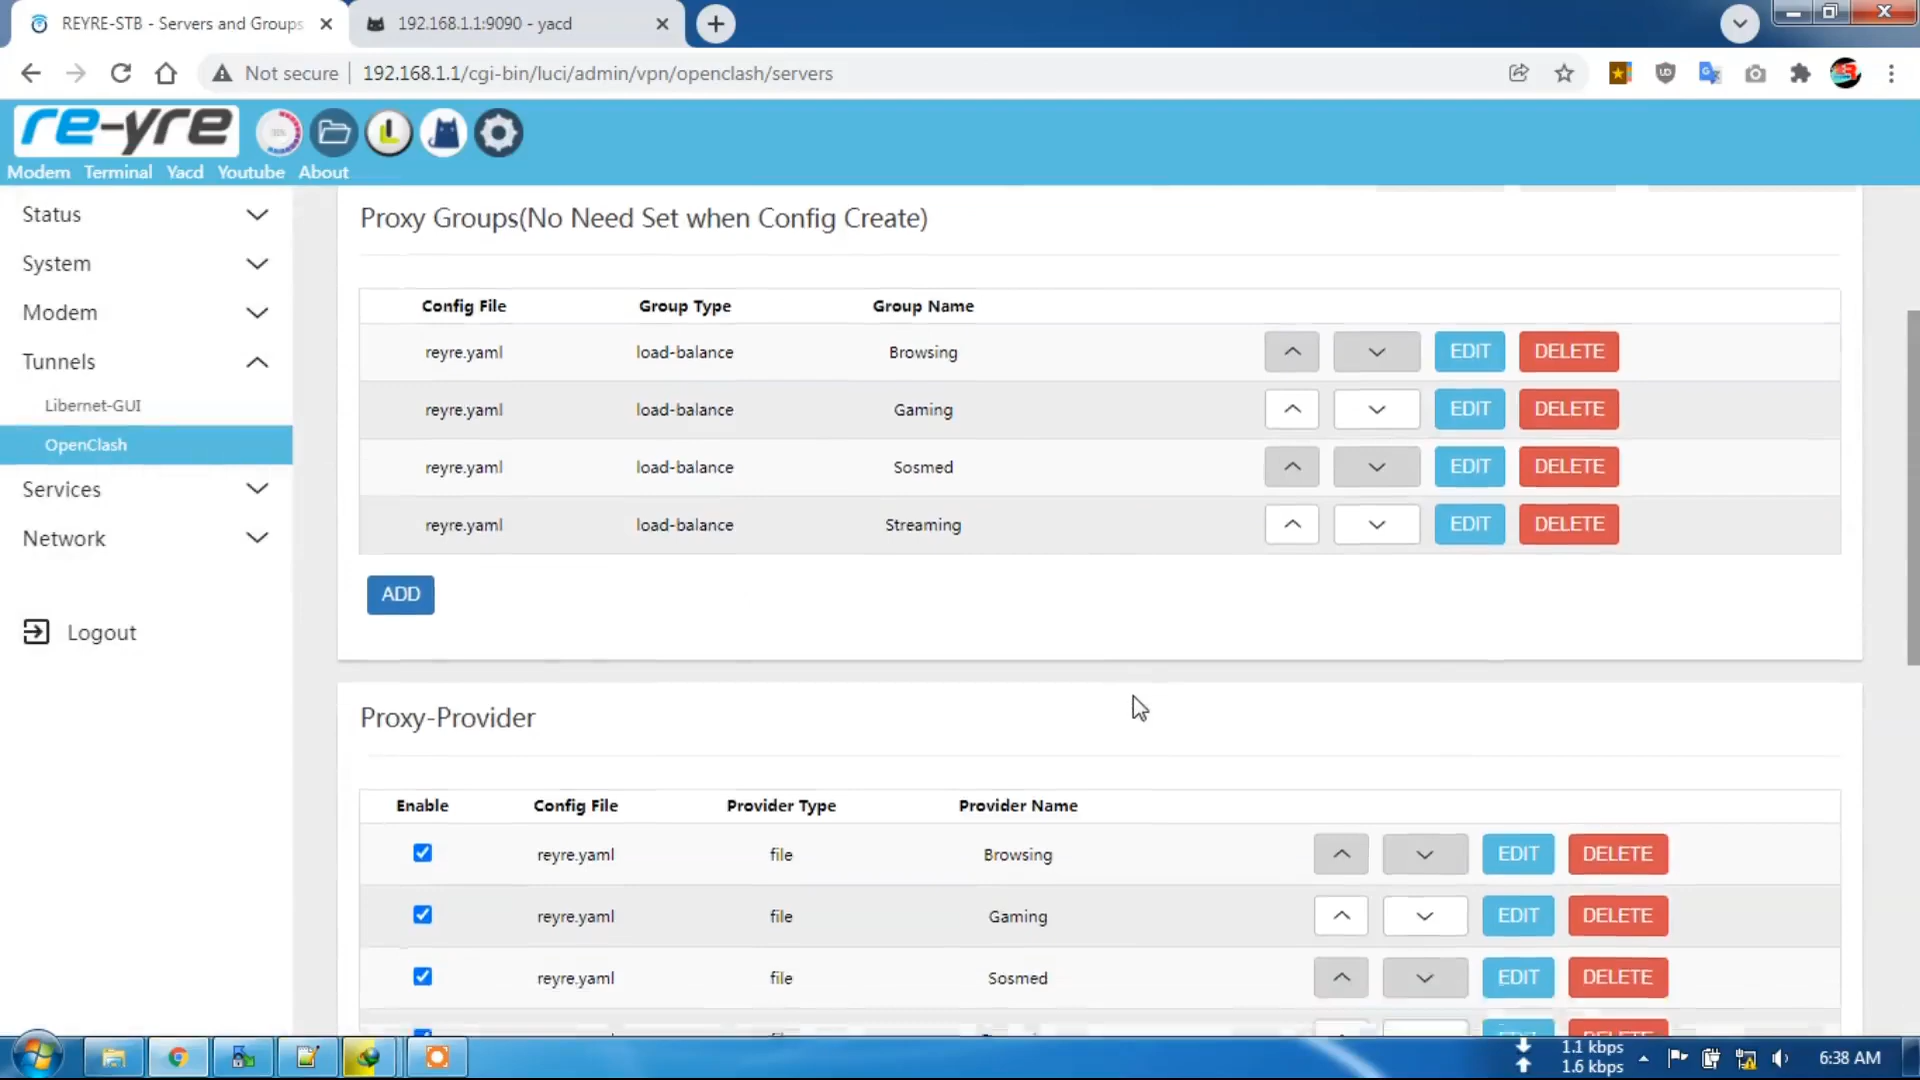 REYRE-STB - Servers and Groups
192.168.1.1:9090 - yacd
Not secure
192.168.1.1/cgi-bin/luci/admin/vpn/openclash/servers
re-yre
Modem Terminal Yacd Youtube About
Status
System
Modem
Tunnels
Libernet-GUI
OpenClash
Services
Network
Logout
Proxy Groups(No Need Set when Config Create)
Config File Group Type Group Name
reyre.yaml load-balance Browsing EDIT DELETE
reyre.yaml load-balance Gaming EDIT DELETE
reyre.yaml load-balance Sosmed EDIT DELETE
reyre.yaml load-balance Streaming EDIT DELETE
ADD
Proxy-Provider
Enable Config File Provider Type Provider Name
reyre.yaml file Browsing EDIT DELETE
reyre.yaml file Gaming EDIT DELETE
reyre.yaml file Sosmed EDIT DELETE
1.1 kbps
1.6 kbps
6:38 AM